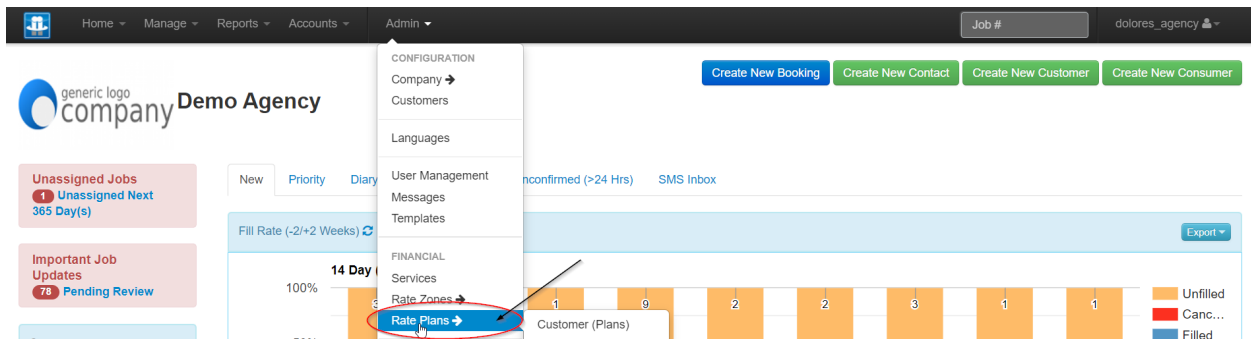 Home Manage Reports Accounts Admin Job # dolores_agency
CONFIGURATION
Company
Customers
Languages
User Management
Messages
Templates
FINANCIAL
Services
Rate Zones
Rate Plans
Customer (Plans)
Create New Booking Create New Contact Create New Customer Create New Consumer
generic logo
company
Demo Agency
Unassigned Jobs
1 Unassigned Next
365 Day(s)
Important Job
Updates
78 Pending Review
New Priority Diary nconfirmed (>24 Hrs) SMS Inbox
Fill Rate (-2/+2 Weeks) Export
14 Day
100%
3 1 9 2 2 3 1 1
Unfilled
Canc...
Filled